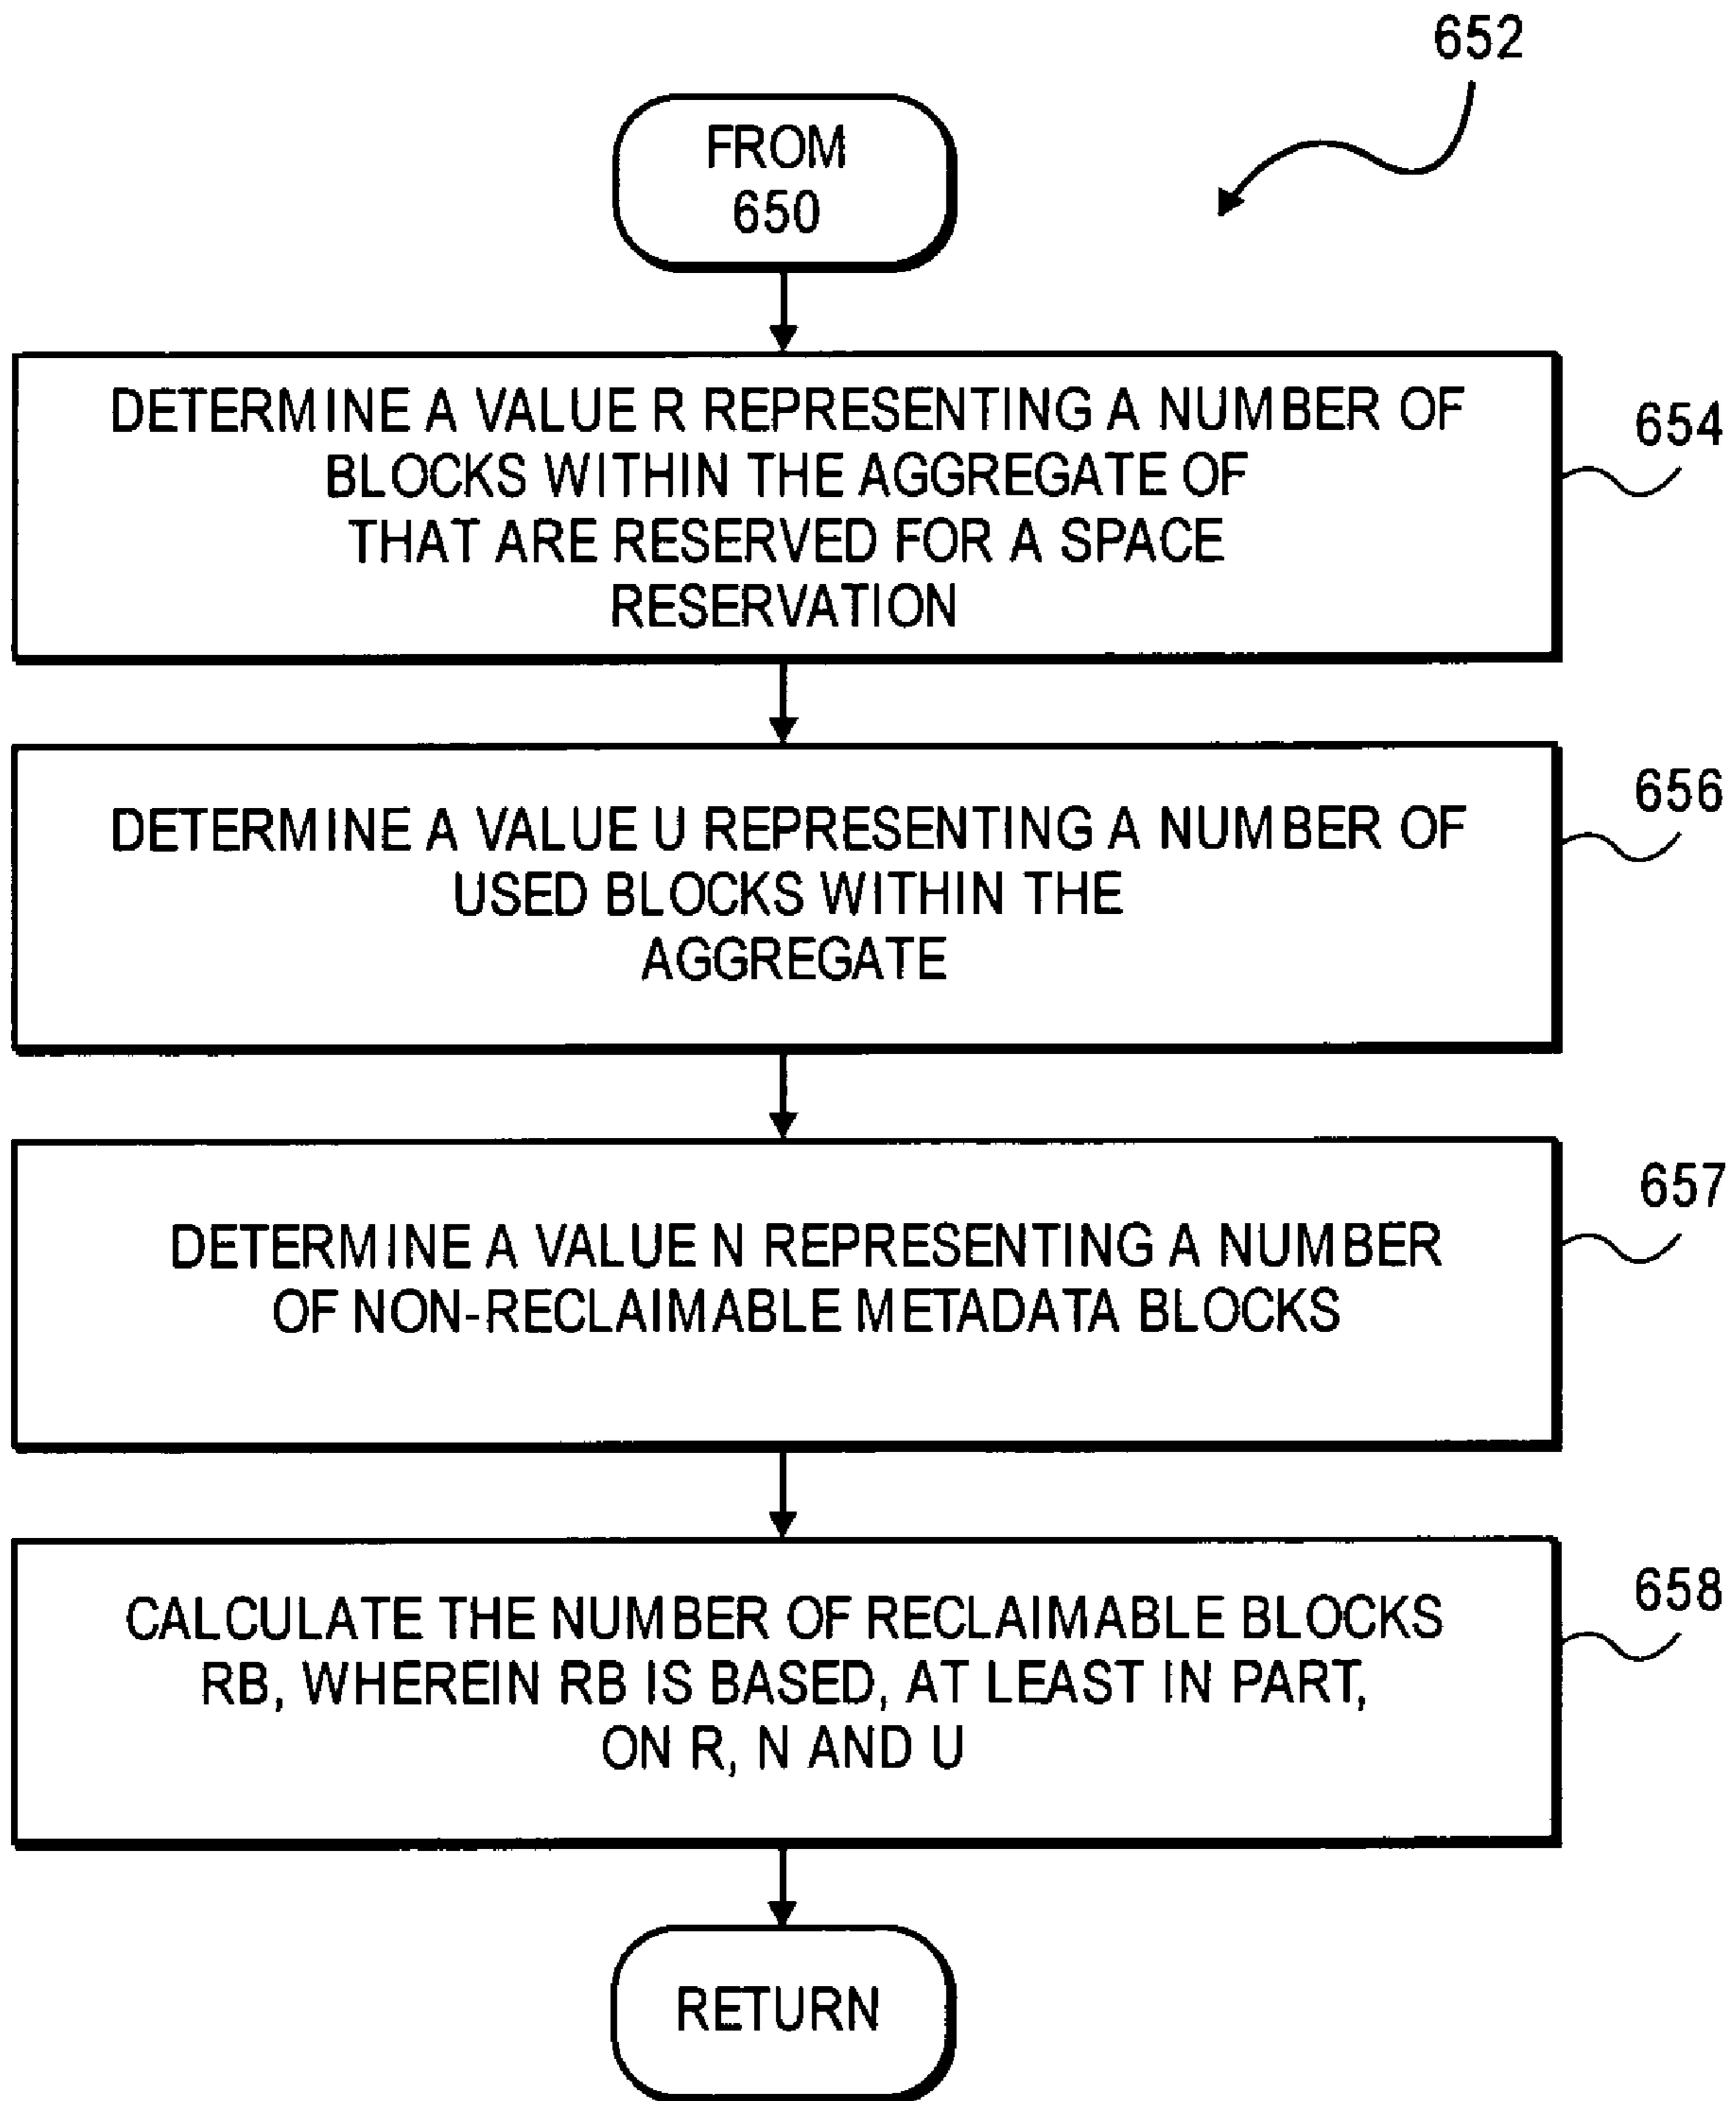 652
FROM
650
DETERMINE A VALUE R REPRESENTING A NUMBER OF
BLOCKS WITHIN THE AGGREGATE OF
THAT ARE RESERVED FOR A SPACE
RESERVATION
654
DETERMINE A VALUE U REPRESENTING A NUMBER OF
USED BLOCKS WITHIN THE
AGGREGATE
656
DETERMINE A VALUE N REPRESENTING A NUMBER
OF NON-RECLAIMABLE METADATA BLOCKS
657
CALCULATE THE NUMBER OF RECLAIMABLE BLOCKS
RB, WHEREIN RB IS BASED, AT LEAST IN PART,
ON R, N AND U
658
RETURN